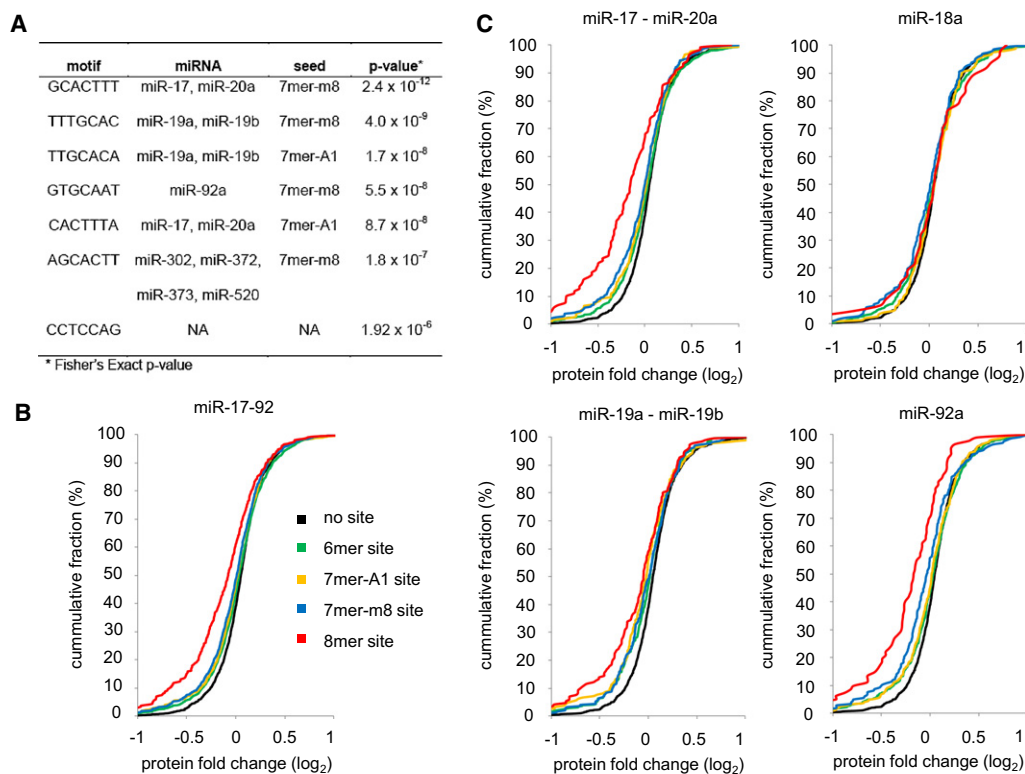 A
motif miRNA seed p-value*
GCACTTT miR-17, miR-20a 7mer-m8 2.4 x 10-12
TTTGCAC miR-19a, miR-19b 7mer-m8 4.0 x 10-9
TTGCACA miR-19a, miR-19b 7mer-A1 1.7 x 10-8
GTGCAAT miR-92a 7mer-m8 5.5 x 10-8
CACTTTA miR-17, miR-20a 7mer-A1 8.7 x 10-8
AGCACTT miR-302, miR-372, 7mer-m8 1.8 x 10-7
miR-373, miR-520
CCTCCAG NA NA 1.92 x 10-6
* Fisher's Exact p-value
B
miR-17-92
cummulative fraction (%)
100
90
80
70
60
50
40
30
20
10
0
-1 -0.5 0 0.5 1
protein fold change (log2)
no site
6mer site
7mer-A1 site
7mer-m8 site
8mer site
C
miR-17 - miR-20a
cummulative fraction (%)
100
90
80
70
60
50
40
30
20
10
0
-1 -0.5 0 0.5 1
protein fold change (log2)
miR-18a
cummulative fraction (%)
100
90
80
70
60
50
40
30
20
10
0
-1 -0.5 0 0.5 1
protein fold change (log2)
miR-19a - miR-19b
cummulative fraction (%)
100
90
80
70
60
50
40
30
20
10
0
-1 -0.5 0 0.5 1
protein fold change (log2)
miR-92a
cummulative fraction (%)
100
90
80
70
60
50
40
30
20
10
0
-1 -0.5 0 0.5 1
protein fold change (log2)